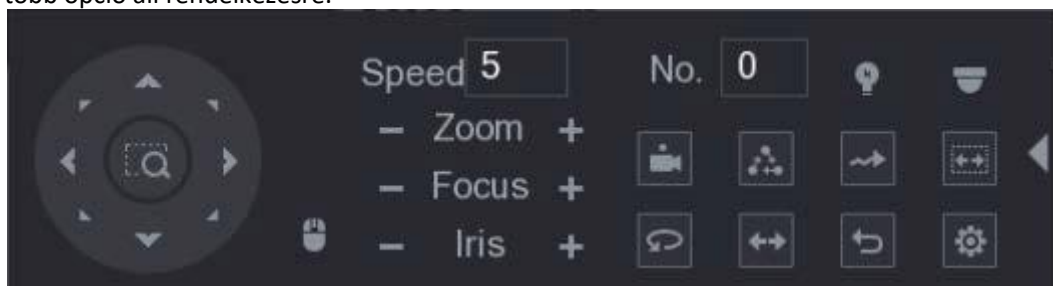 több opció áll rendelkezésre.
Speed 5 No. 0
− Zoom +
− Focus +
− Iris +